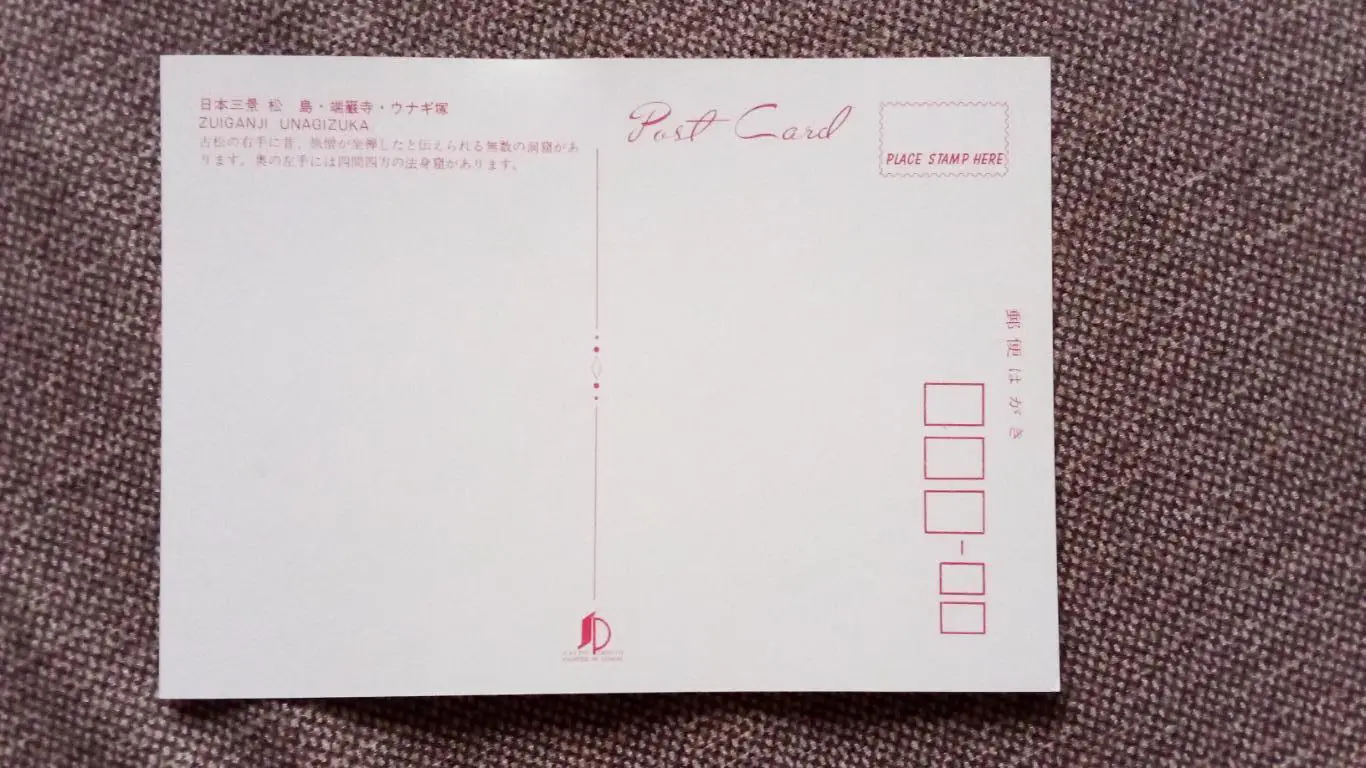 日本三景 松 島・瑞巖寺・ウナギ塚
ZUIGANJI UNAGIZUKA
古松の右手に昔、旅僧が坐禅したと伝えられる無数の洞窟があ
ります。奥の左手には四間四方の法身窟があります。
Post Card
PLACE STAMP HERE
郵便はがき